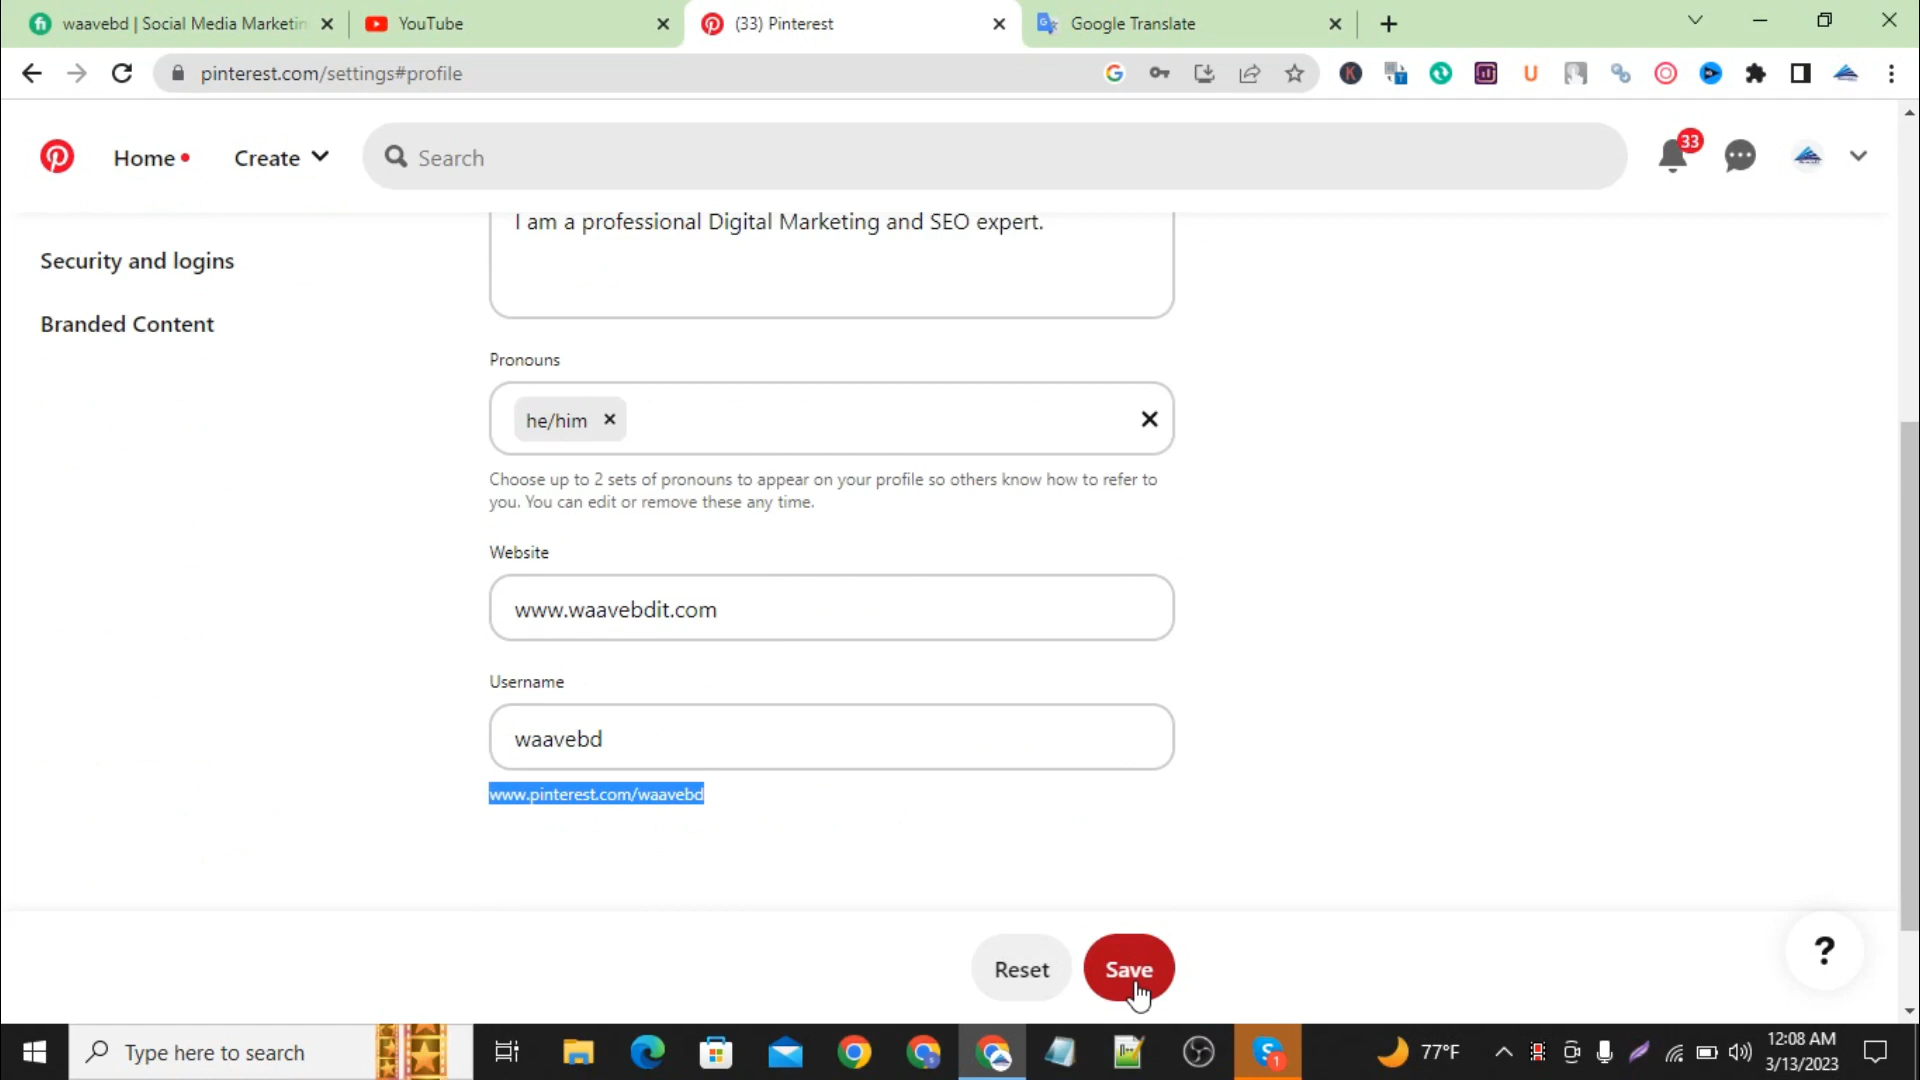 waavebd | Social Media Marketin
YouTube
(33) Pinterest
Google Translate
pinterest.com/settings#profile
Home
Create
Search
33
I am a professional Digital Marketing and SEO expert.
Security and logins
Branded Content
Pronouns
he/him
Choose up to 2 sets of pronouns to appear on your profile so others know how to refer to
you. You can edit or remove these any time.
Website
www.waavebdit.com
Username
waavebd
www.pinterest.com/waavebd
Reset
Save
?
Type here to search
77°F
12:08 AM
3/13/2023